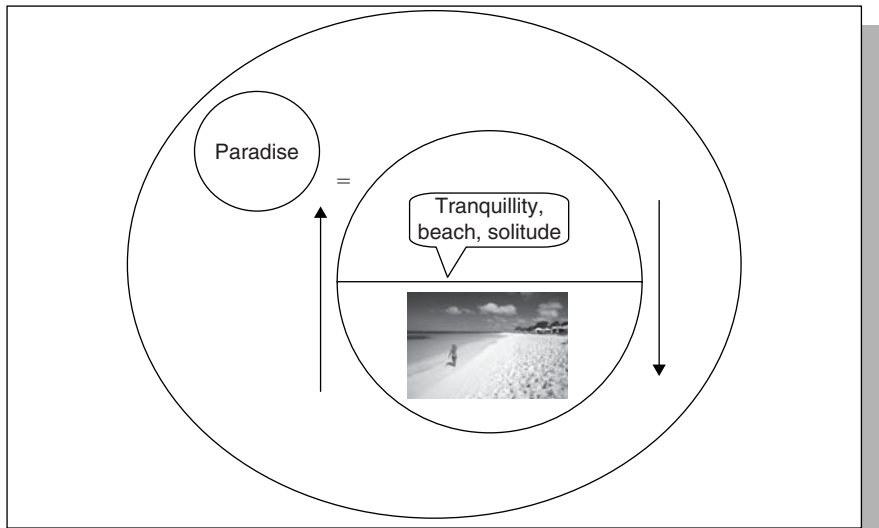 Paradise
=
Tranquillity,
beach, solitude